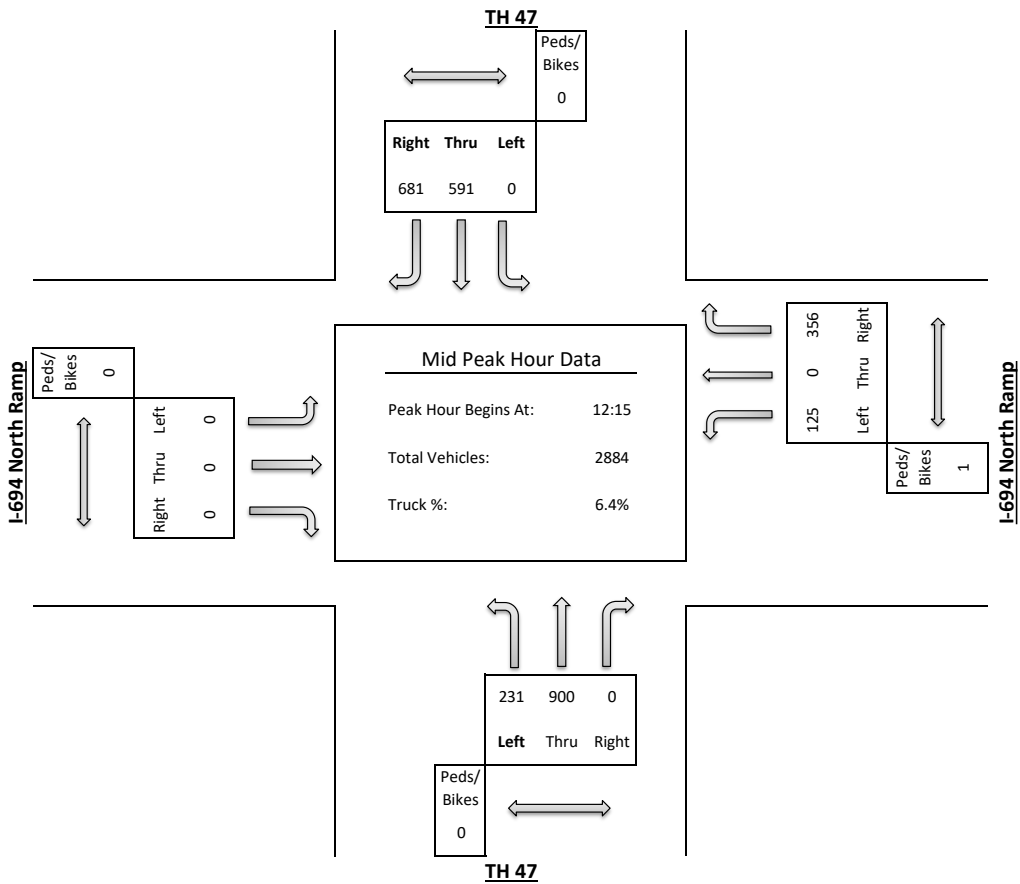 TH 47
Peds/
Bikes
0
Right Thru Left
681 591 0
I-694 North Ramp
Peds/
Bikes
0
Left 0
Thru 0
Right 0
Mid Peak Hour Data
Peak Hour Begins At: 12:15
Total Vehicles: 2884
Truck %: 6.4%
356 Right
0 Thru
125 Left
Peds/
Bikes
1
I-694 North Ramp
231 900 0
Left Thru Right
Peds/
Bikes
0
TH 47